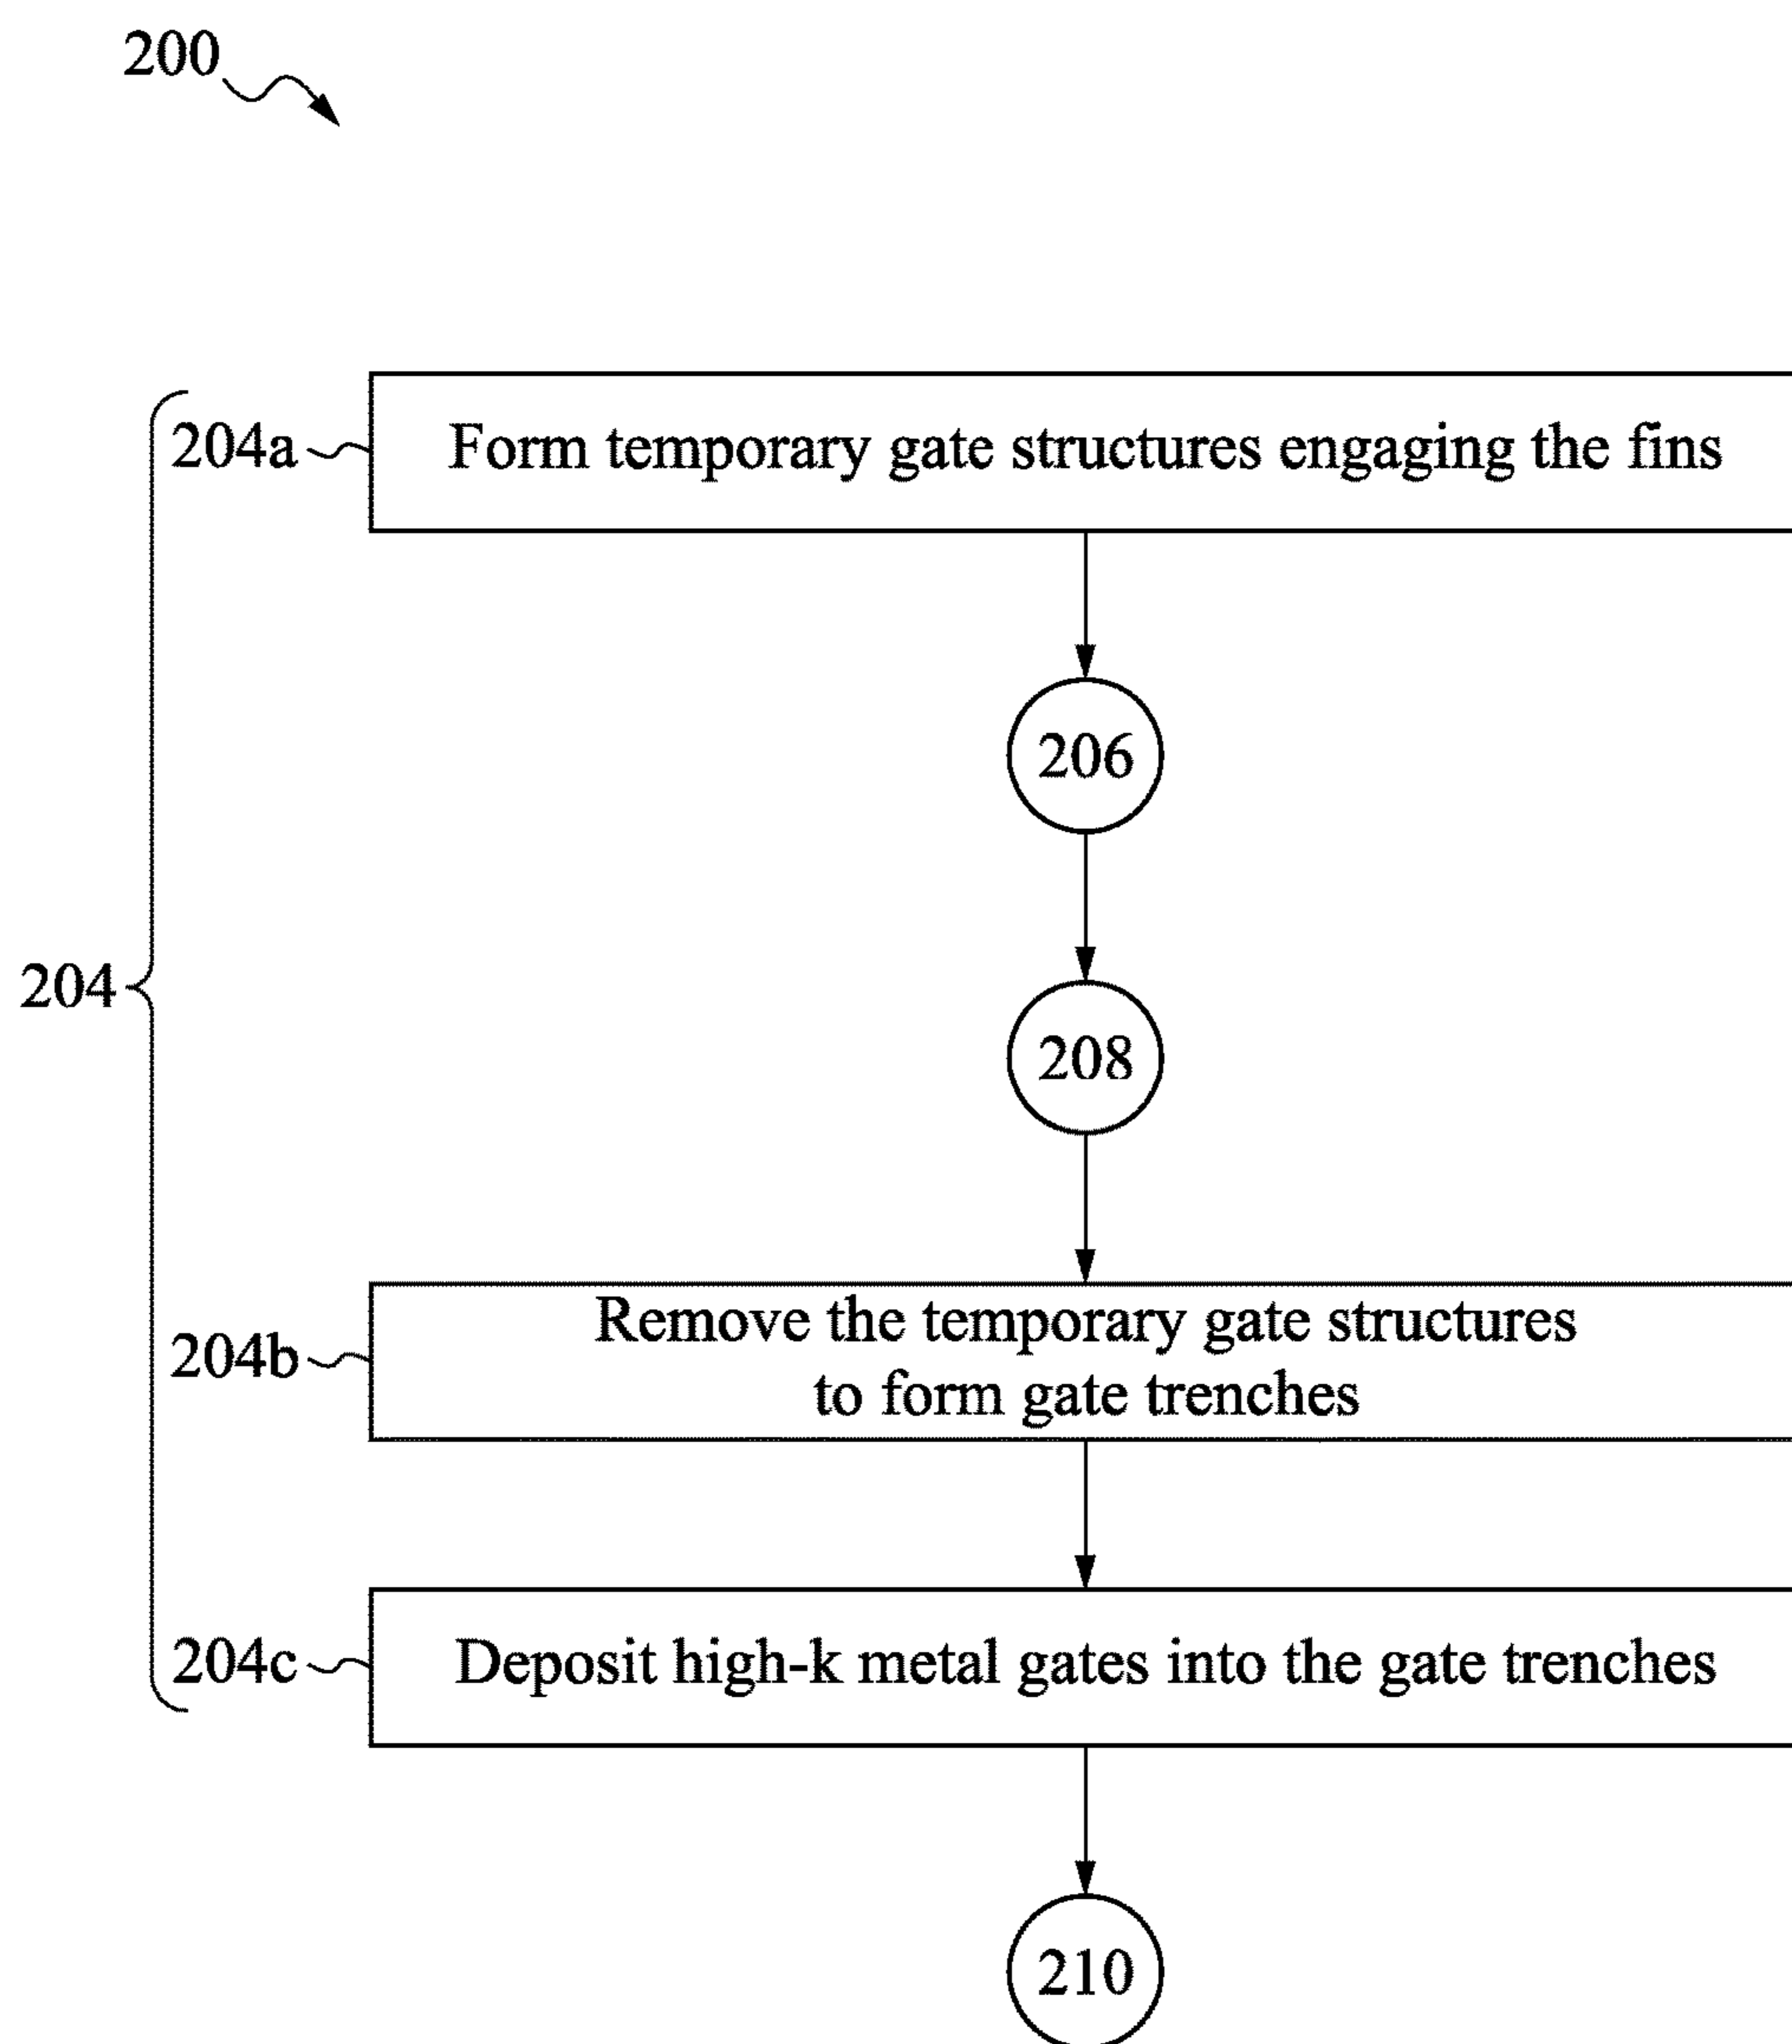 200
204
204a
Form temporary gate structures engaging the fins
206
208
204b
Remove the temporary gate structures
to form gate trenches
204c
Deposit high-k metal gates into the gate trenches
210